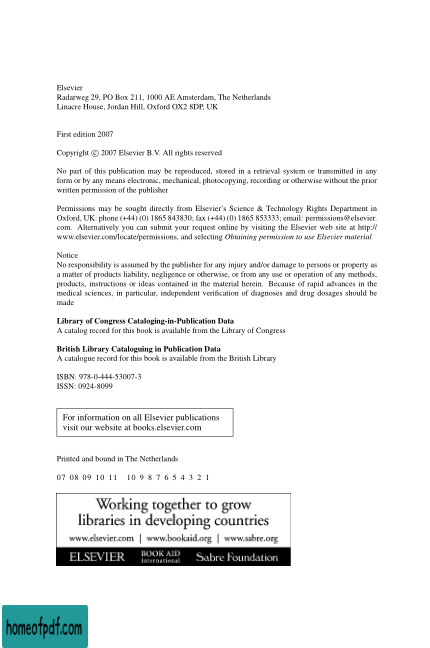 Elsevier
Radarweg 29, PO Box 211, 1000 AE Amsterdam, The Netherlands
Linacre House, Jordan Hill, Oxford OX2 8DP, UK
First edition 2007
Copyright © 2007 Elsevier B.V. All rights reserved
No part of this publication may be reproduced, stored in a retrieval system or transmitted in any
form or by any means electronic, mechanical, photocopying, recording or otherwise without the prior
written permission of the publisher
Permissions may be sought directly from Elsevier's Science & Technology Rights Department in
Oxford, UK: phone (+44) (0) 1865 843830; fax (+44) (0) 1865 853333; email: permissions@elsevier.
com. Alternatively you can submit your request online by visiting the Elsevier web site at http://
www.elsevier.com/locate/permissions, and selecting Obtaining permission to use Elsevier material
Notice
No responsibility is assumed by the publisher for any injury and/or damage to persons or property as
a matter of products liability, negligence or otherwise, or from any use or operation of any methods,
products, instructions or ideas contained in the material herein. Because of rapid advances in the
medical sciences, in particular, independent verification of diagnoses and drug dosages should be
made
Library of Congress Cataloging-in-Publication Data
A catalog record for this book is available from the Library of Congress
British Library Cataloguing in Publication Data
A catalogue record for this book is available from the British Library
ISBN: 978-0-444-53007-3
ISSN: 0924-8099
For information on all Elsevier publications
visit our website at books.elsevier.com
Printed and bound in The Netherlands
07 08 09 10 11 10 9 8 7 6 5 4 3 2 1
Working together to grow
libraries in developing countries
www.elsevier.com | www.bookaid.org | www.sabre.org
ELSEVIER BOOK AID International Sabre Foundation
homeofpdf.com